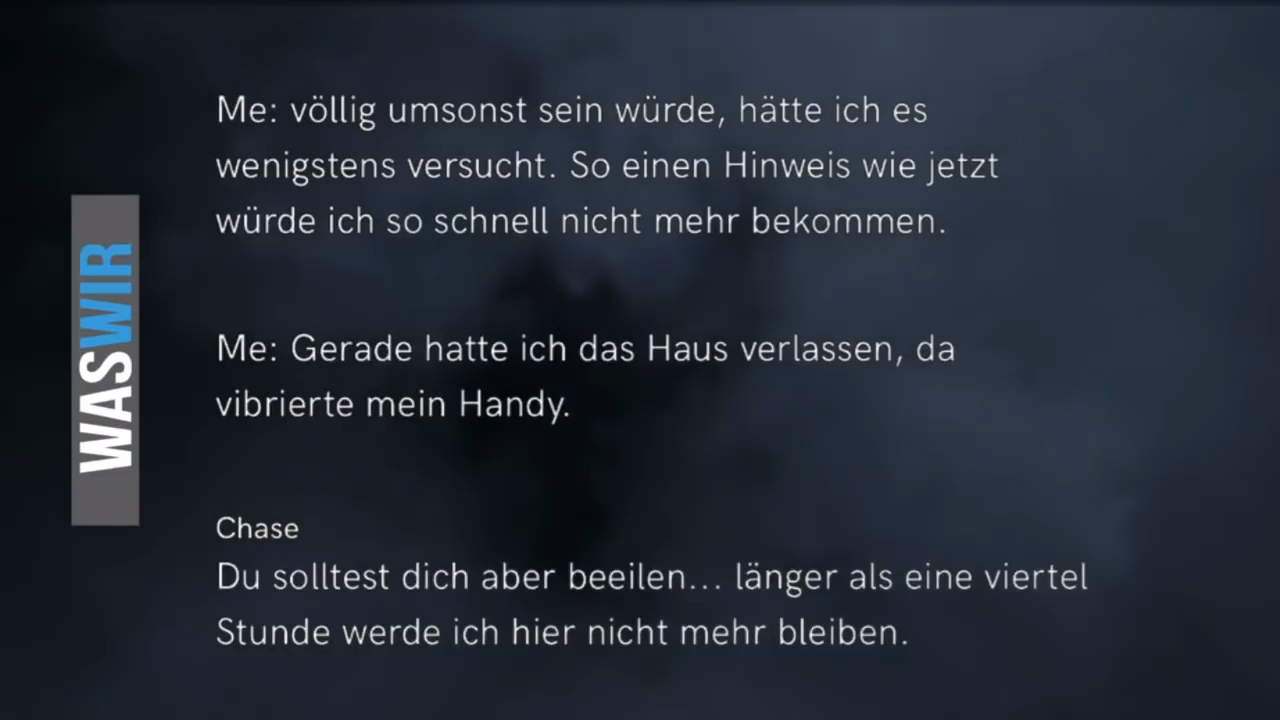 WASWIR
Me: völlig umsonst sein würde, hätte ich es
wenigstens versucht. So einen Hinweis wie jetzt
würde ich so schnell nicht mehr bekommen.
Me: Gerade hatte ich das Haus verlassen, da
vibrierte mein Handy.
Chase
Du solltest dich aber beeilen... länger als eine viertel
Stunde werde ich hier nicht mehr bleiben.